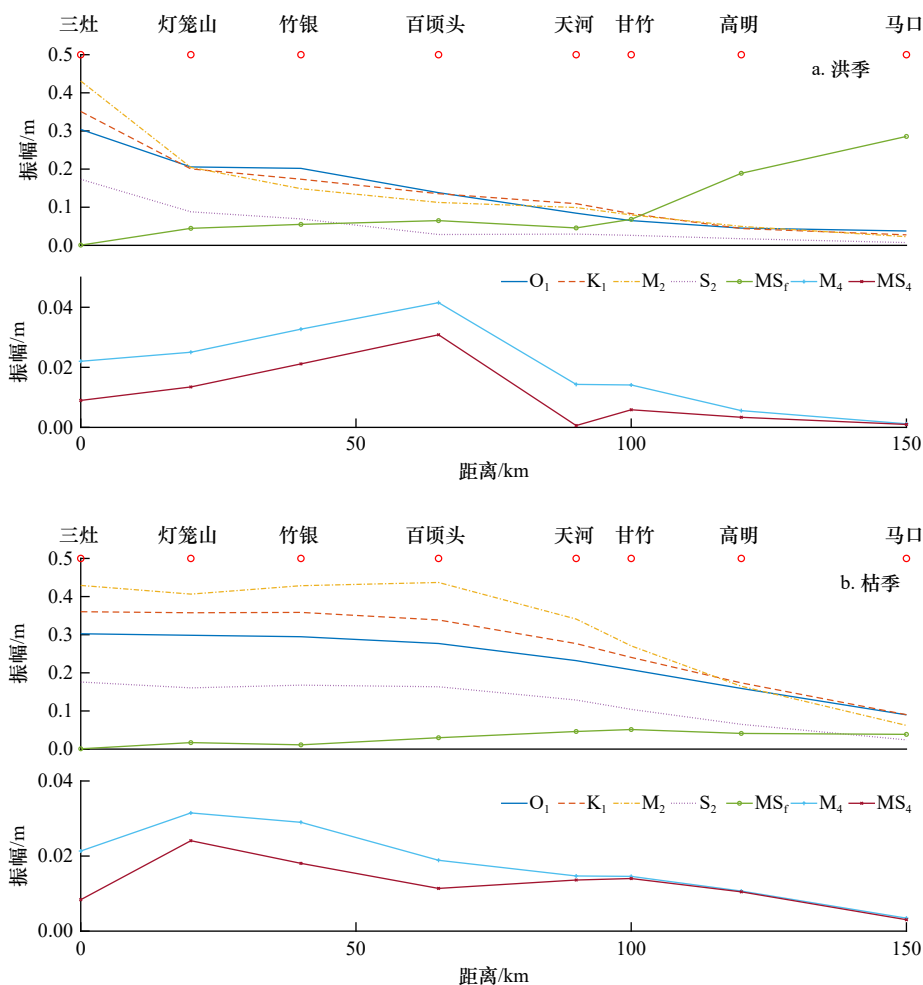 三灶 灯笼山 竹银 百顷头 天河 甘竹 高明 马口
a. 洪季
振幅/m
0.5
0.4
0.3
0.2
0.1
0.0
O₁ K₁ M₂ S₂ MSf M₄ MS₄
振幅/m
0.04
0.02
0.00
0 50 100 150
距离/km
三灶 灯笼山 竹银 百顷头 天河 甘竹 高明 马口
b. 枯季
振幅/m
0.5
0.4
0.3
0.2
0.1
0.0
O₁ K₁ M₂ S₂ MSf M₄ MS₄
振幅/m
0.04
0.02
0.00
0 50 100 150
距离/km